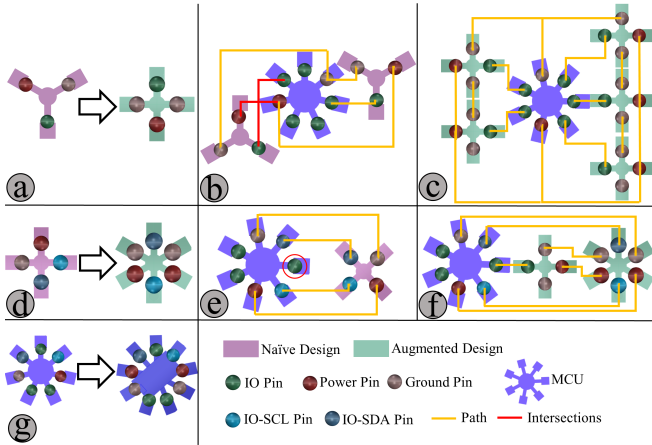 a
b
c
d
e
f
g
Naïve Design
Augmented Design
IO Pin
Power Pin
Ground Pin
MCU
IO-SCL Pin
IO-SDA Pin
Path
Intersections